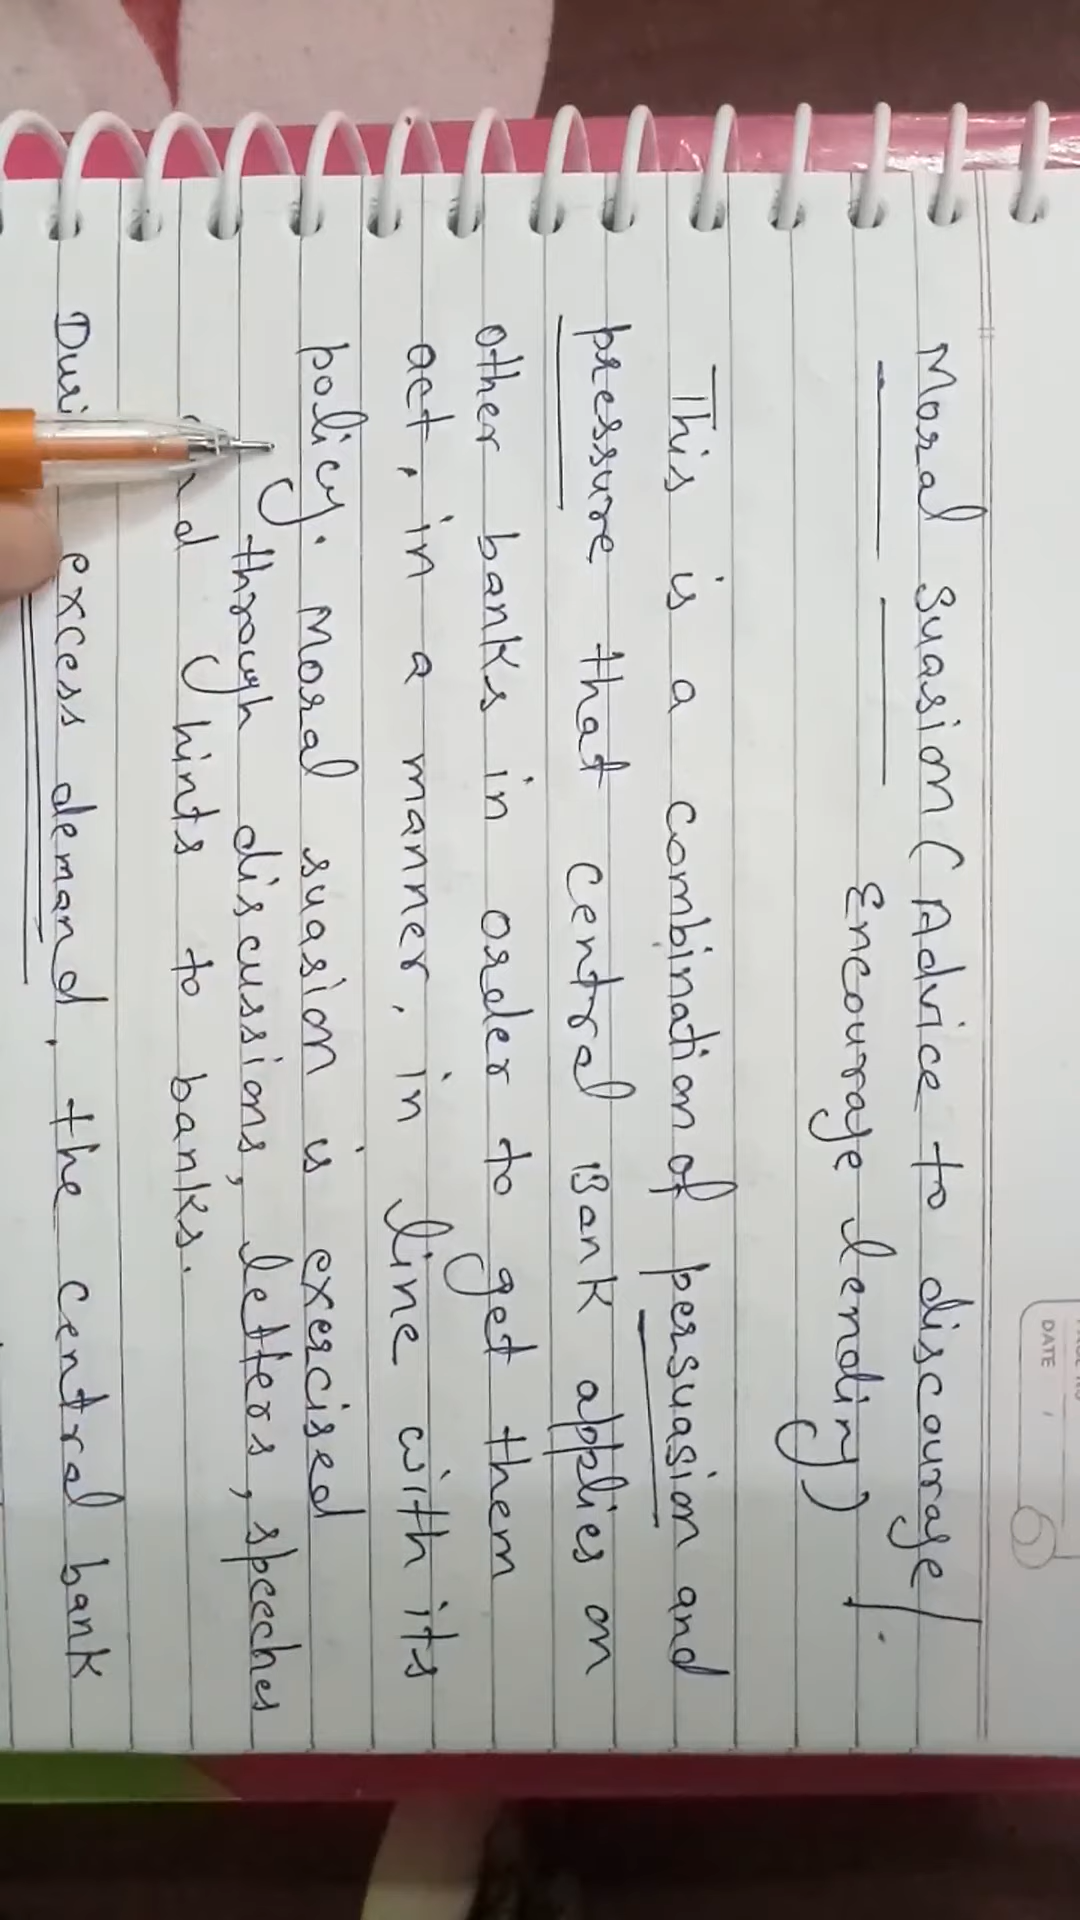 DATE
Moral Suasion (Advice to discourage/
Encourage lending)
This is a combination of persuasion and
pressure that Central Bank applies on
other banks in order to get them
act, in a manner, in line with its
policy. Moral suasion is exercised
through discussions, letters, speeches
hints to banks.
excess demand, the central bank